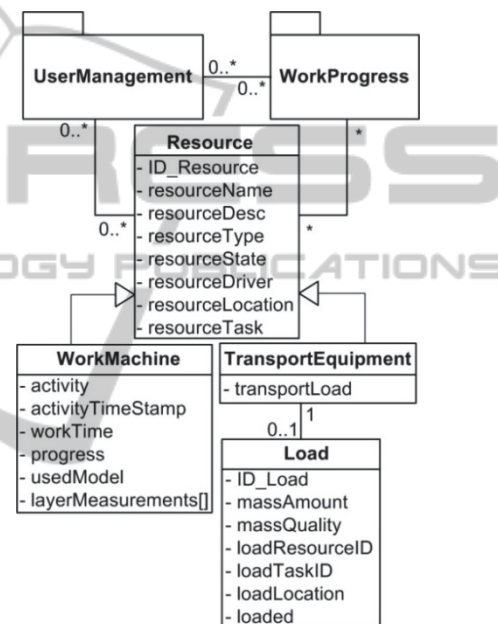 UserManagement
0..*
0..*
WorkProgress
0..*
*
Resource
- ID_Resource
- resourceName
- resourceDesc
- resourceType
- resourceState
- resourceDriver
- resourceLocation
- resourceTask
0..*
*
WorkMachine
- activity
- activityTimeStamp
- workTime
- progress
- usedModel
- layerMeasurements[]
TransportEquipment
- transportLoad
1
0..1
Load
- ID_Load
- massAmount
- massQuality
- loadResourceID
- loadTaskID
- loadLocation
- loaded